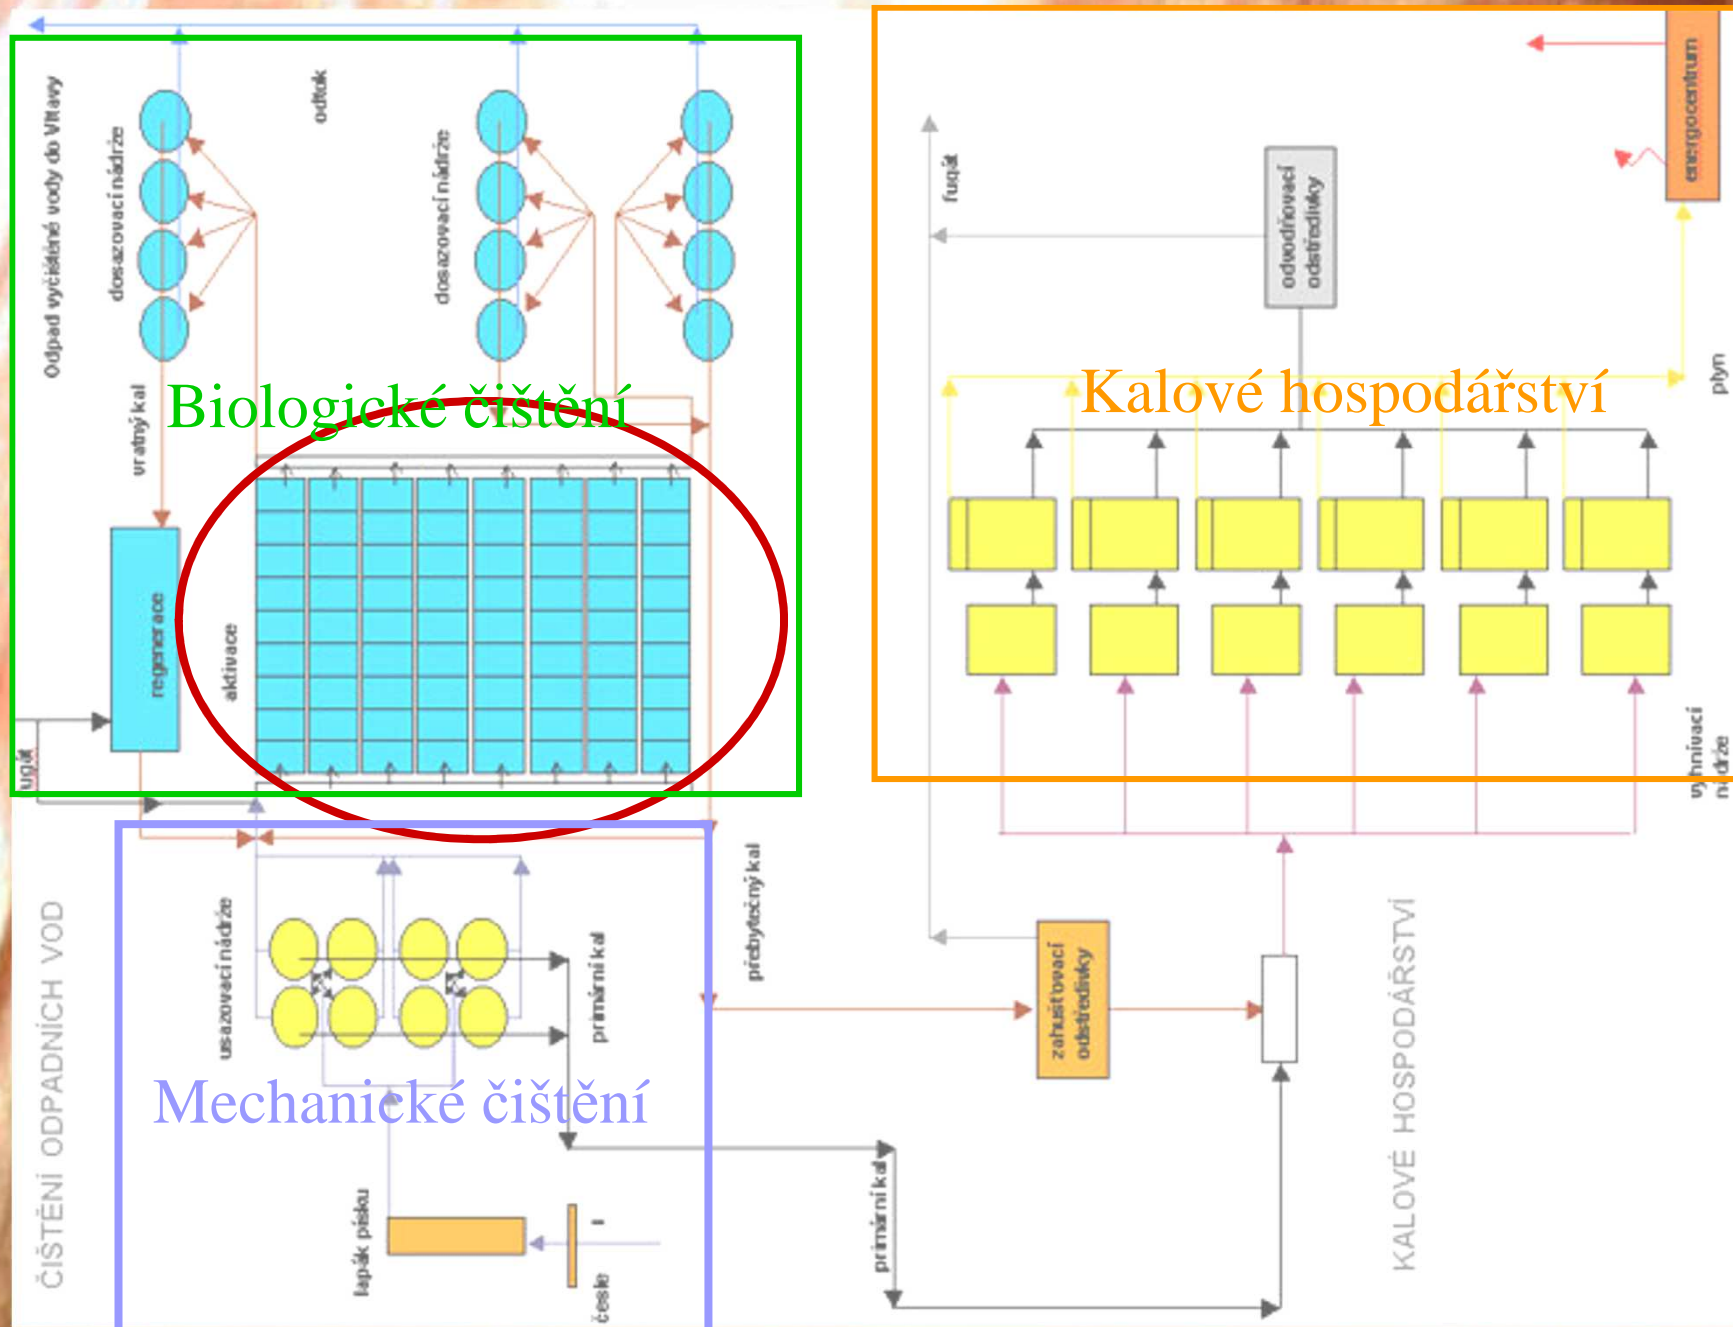 Odpad vyčištěné vody do Vltavy
dosazovací nádrže
odtok
dosazovací nádrže
vratný kal
Biologické čištění
regenerace
aktivace
ugát
ČIŠTĚNÍ ODPADNÍCH VOD
usazovací nádrže
primární kal
přebytečný kal
Mechanické čištění
lapák písku
česle
primární kal
fugát
odvodňovací
odstředivky
energocentrum
plyn
Kalové hospodářství
vyhnívací
nádrže
zahušťovací
odstředivky
KALOVÉ HOSPODÁŘSTVÍ